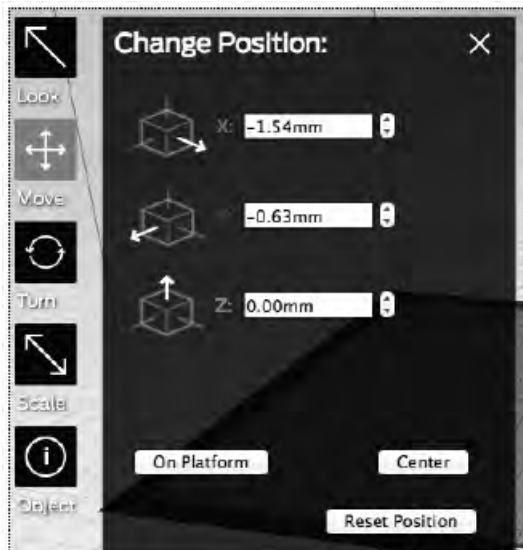 Change Position:
Look
X: -1.54mm
Move
-0.63mm
Turn
Z: 0.00mm
Scale
Object
On Platform
Center
Reset Position